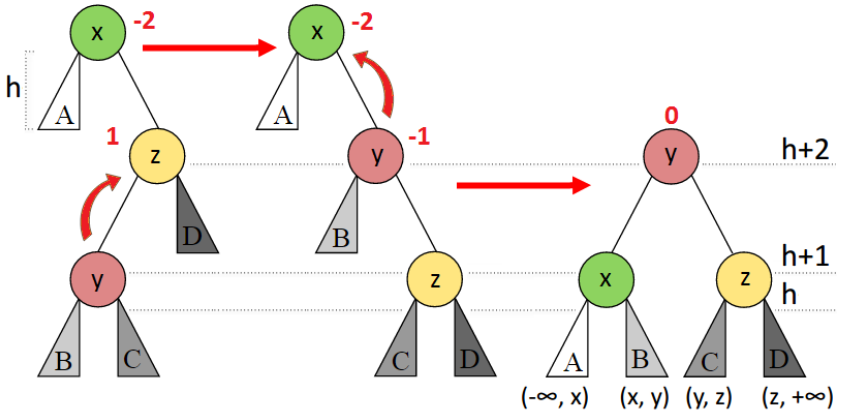 x -2 x -2
h A A
0
1 z y -1 y h+2
D B
h+1
y z x z h
B C C D A B C D
(-∞, x) (x, y) (y, z) (z, +∞)